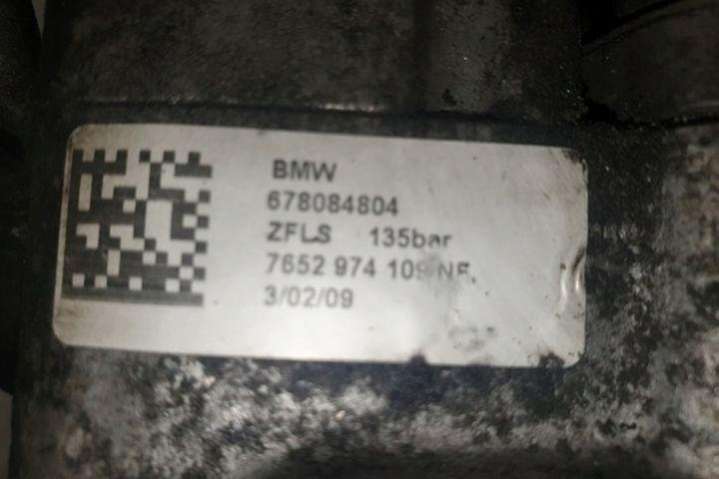 BMW
678084804
ZFLS 135bar
7652 974 109 NF
3/02/09